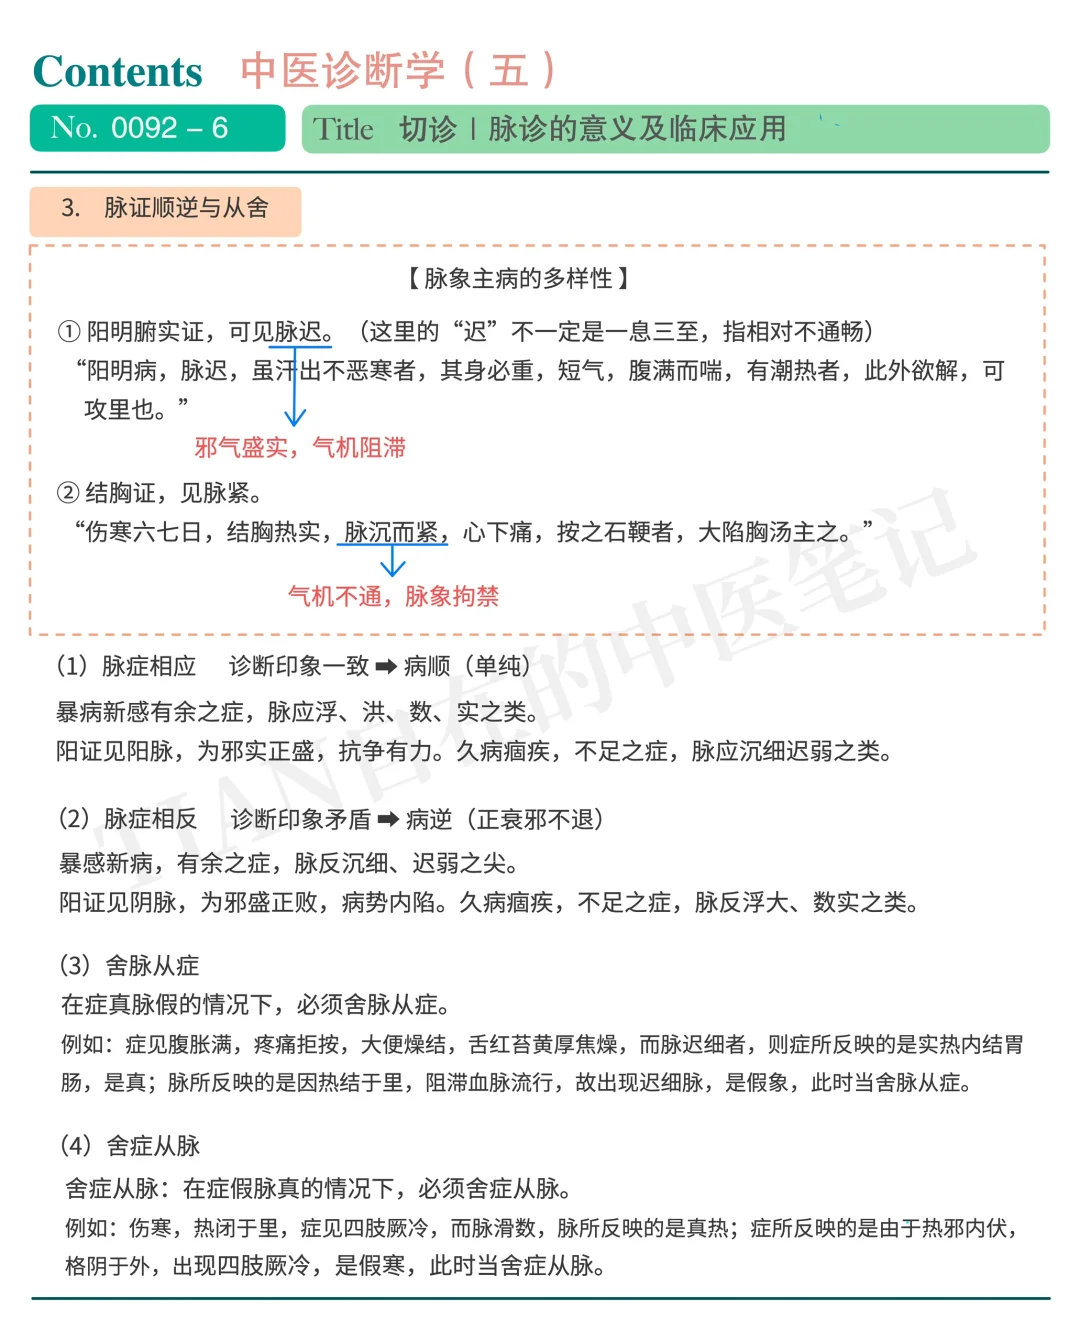 Contents 中医诊断学（五）
No. 0092 – 6 Title 切诊 | 脉诊的意义及临床应用
3. 脉证顺逆与从舍
【 脉象主病的多样性 】
① 阳明腑实证，可见脉迟。（这里的“迟”不一定是一息三至，指相对不通畅）
“阳明病，脉迟，虽汗出不恶寒者，其身必重，短气，腹满而喘，有潮热者，此外欲解，可
攻里也。”
邪气盛实，气机阻滞
② 结胸证，见脉紧。
“伤寒六七日，结胸热实，脉沉而紧，心下痛，按之石鞕者，大陷胸汤主之。”
气机不通，脉象拘禁
（1）脉症相应 诊断印象一致 ➡ 病顺（单纯）
暴病新感有余之症，脉应浮、洪、数、实之类。
阳证见阳脉，为邪实正盛，抗争有力。久病痼疾，不足之症，脉应沉细迟弱之类。
（2）脉症相反 诊断印象矛盾 ➡ 病逆（正衰邪不退）
暴感新病，有余之症，脉反沉细、迟弱之尖。
阳证见阴脉，为邪盛正败，病势内陷。久病痼疾，不足之症，脉反浮大、数实之类。
（3）舍脉从症
在症真脉假的情况下，必须舍脉从症。
例如：症见腹胀满，疼痛拒按，大便燥结，舌红苔黄厚焦燥，而脉迟细者，则症所反映的是实热内结胃
肠，是真；脉所反映的是因热结于里，阻滞血脉流行，故出现迟细脉，是假象，此时当舍脉从症。
（4）舍症从脉
舍症从脉：在症假脉真的情况下，必须舍症从脉。
例如：伤寒，热闭于里，症见四肢厥冷，而脉滑数，脉所反映的是真热；症所反映的是由于热邪内伏，
格阴于外，出现四肢厥冷，是假寒，此时当舍症从脉。
TIAN自在的中医笔记